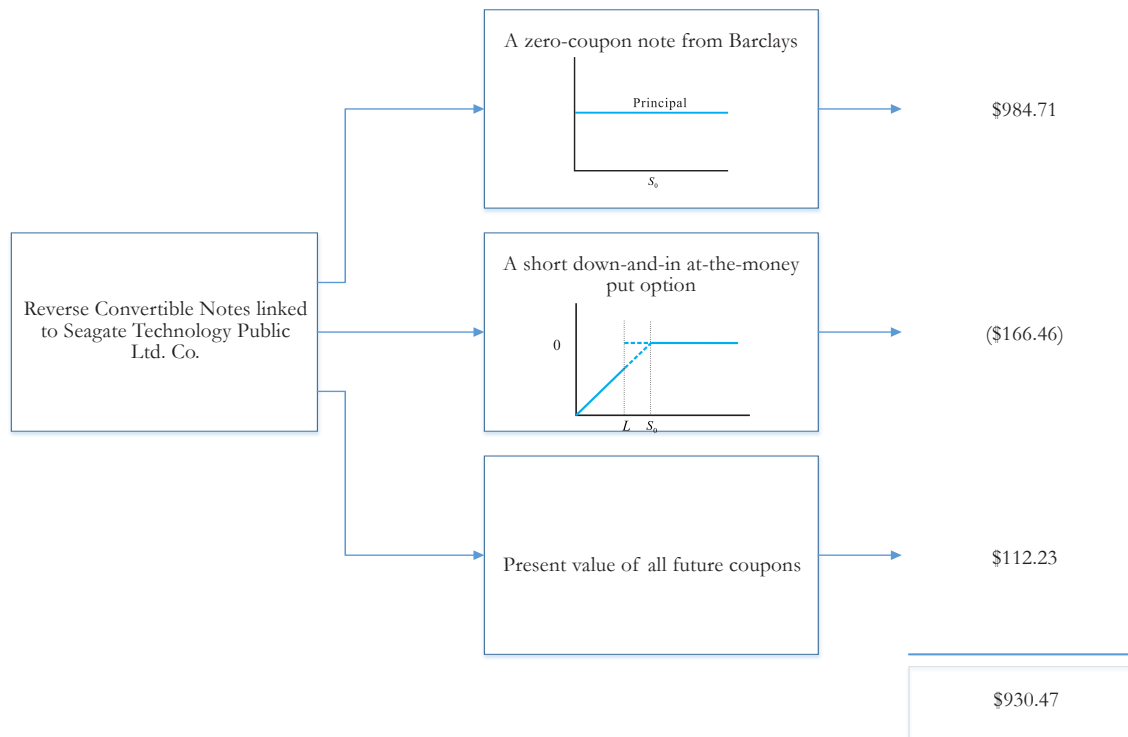 A zero-coupon note from Barclays
Principal
S₀
$984.71
Reverse Convertible Notes linked
to Seagate Technology Public
Ltd. Co.
A short down-and-in at-the-money
put option
0
L S₀
($166.46)
Present value of all future coupons
$112.23
$930.47